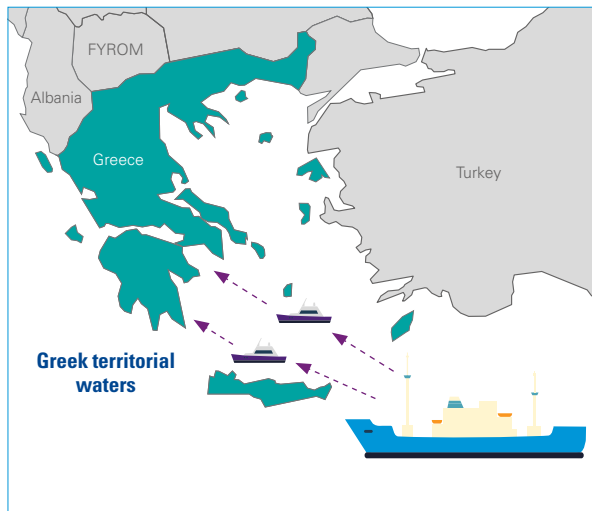 FYROM
Albania
Greece
Turkey
Greek territorial
waters